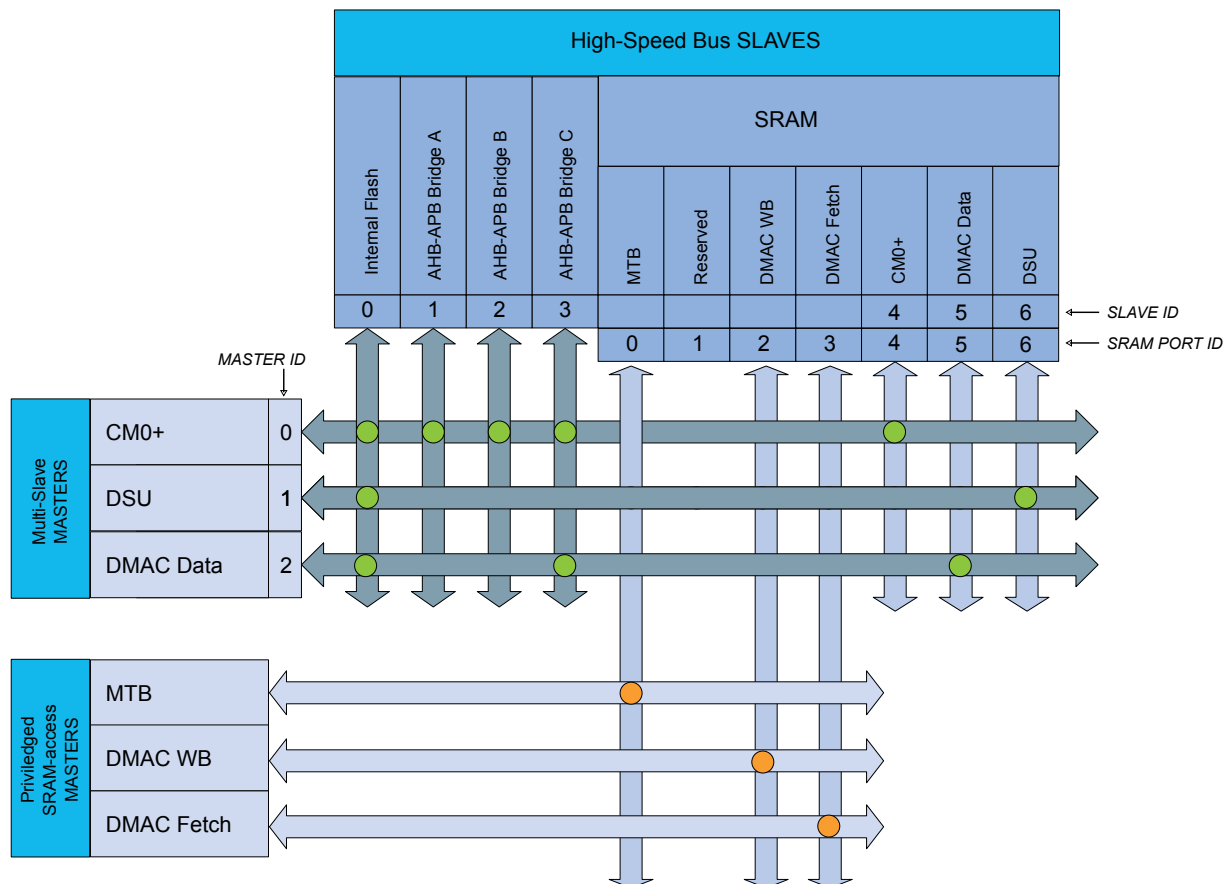 High-Speed Bus SLAVES
SRAM
Internal Flash
AHB-APB Bridge A
AHB-APB Bridge B
AHB-APB Bridge C
MTB
Reserved
DMAC WB
DMAC Fetch
CM0+
DMAC Data
DSU
0 1 2 3 4 5 6 SLAVE ID
0 1 2 3 4 5 6 SRAM PORT ID
MASTER ID
Multi-Slave
MASTERS
CM0+ 0
DSU 1
DMAC Data 2
Priviledged
SRAM-access
MASTERS
MTB
DMAC WB
DMAC Fetch